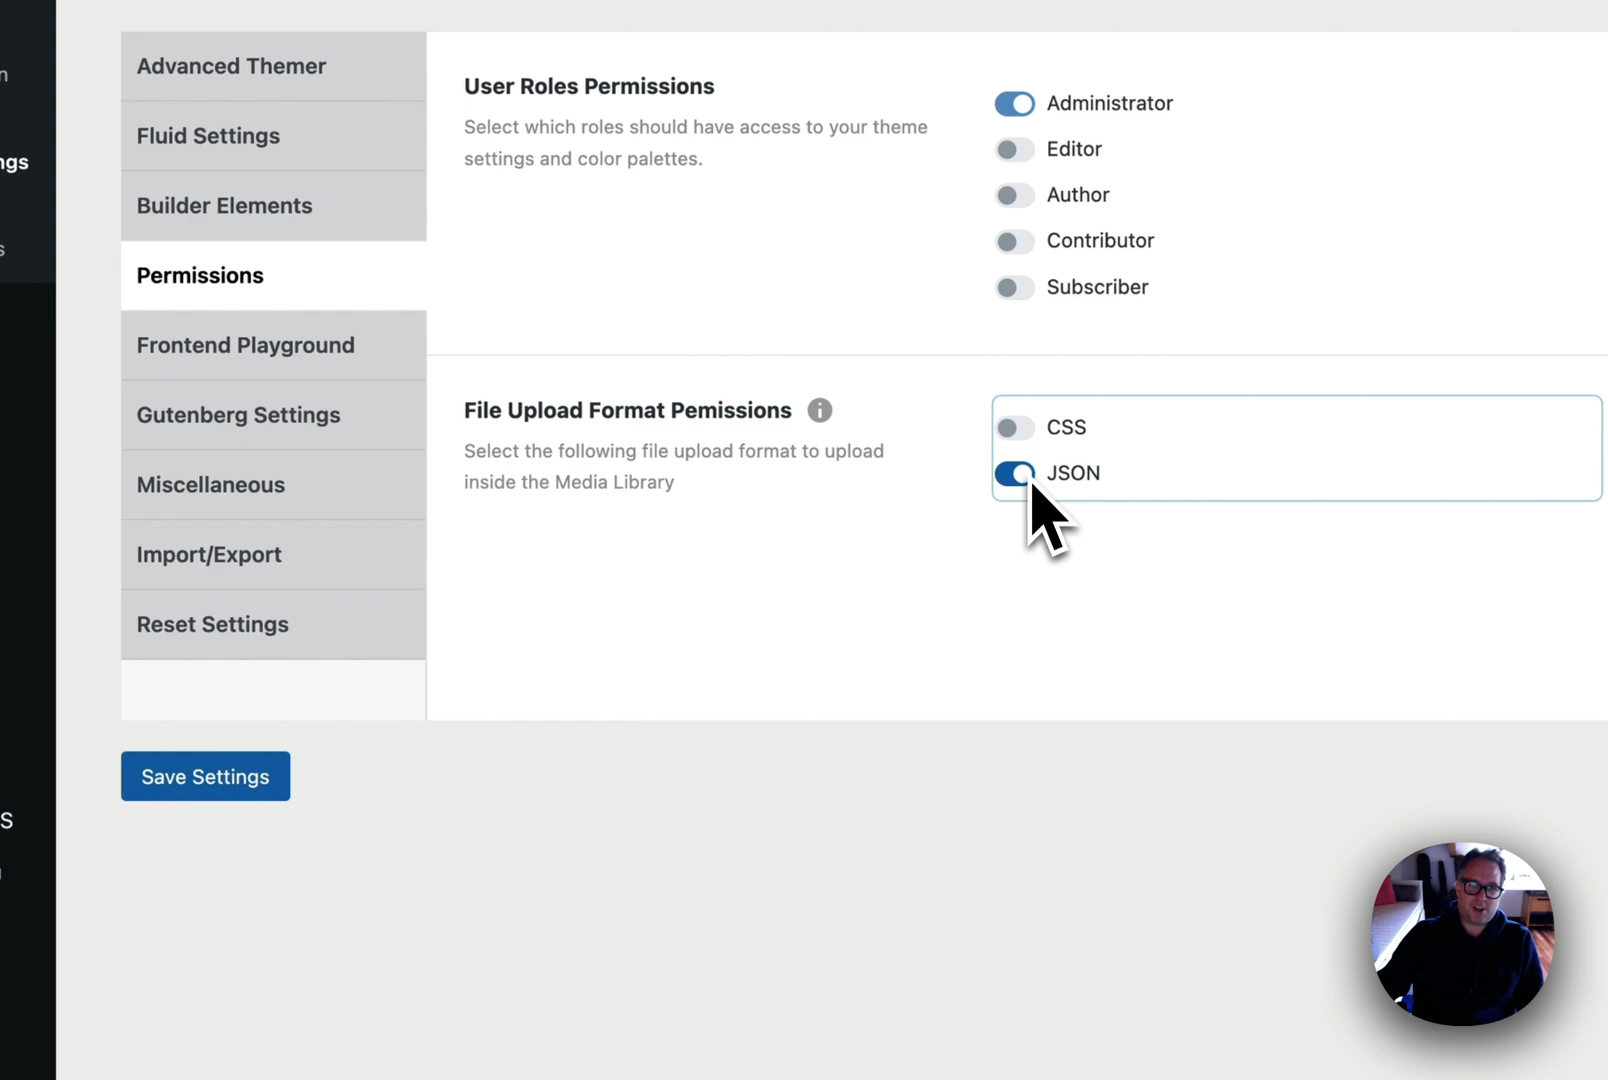 ngs
Advanced Themer
Fluid Settings
Builder Elements
Permissions
Frontend Playground
Gutenberg Settings
Miscellaneous
Import/Export
Reset Settings
Save Settings
User Roles Permissions
Select which roles should have access to your theme
settings and color palettes.
Administrator
Editor
Author
Contributor
Subscriber
File Upload Format Pemissions
Select the following file upload format to upload
inside the Media Library
CSS
JSON